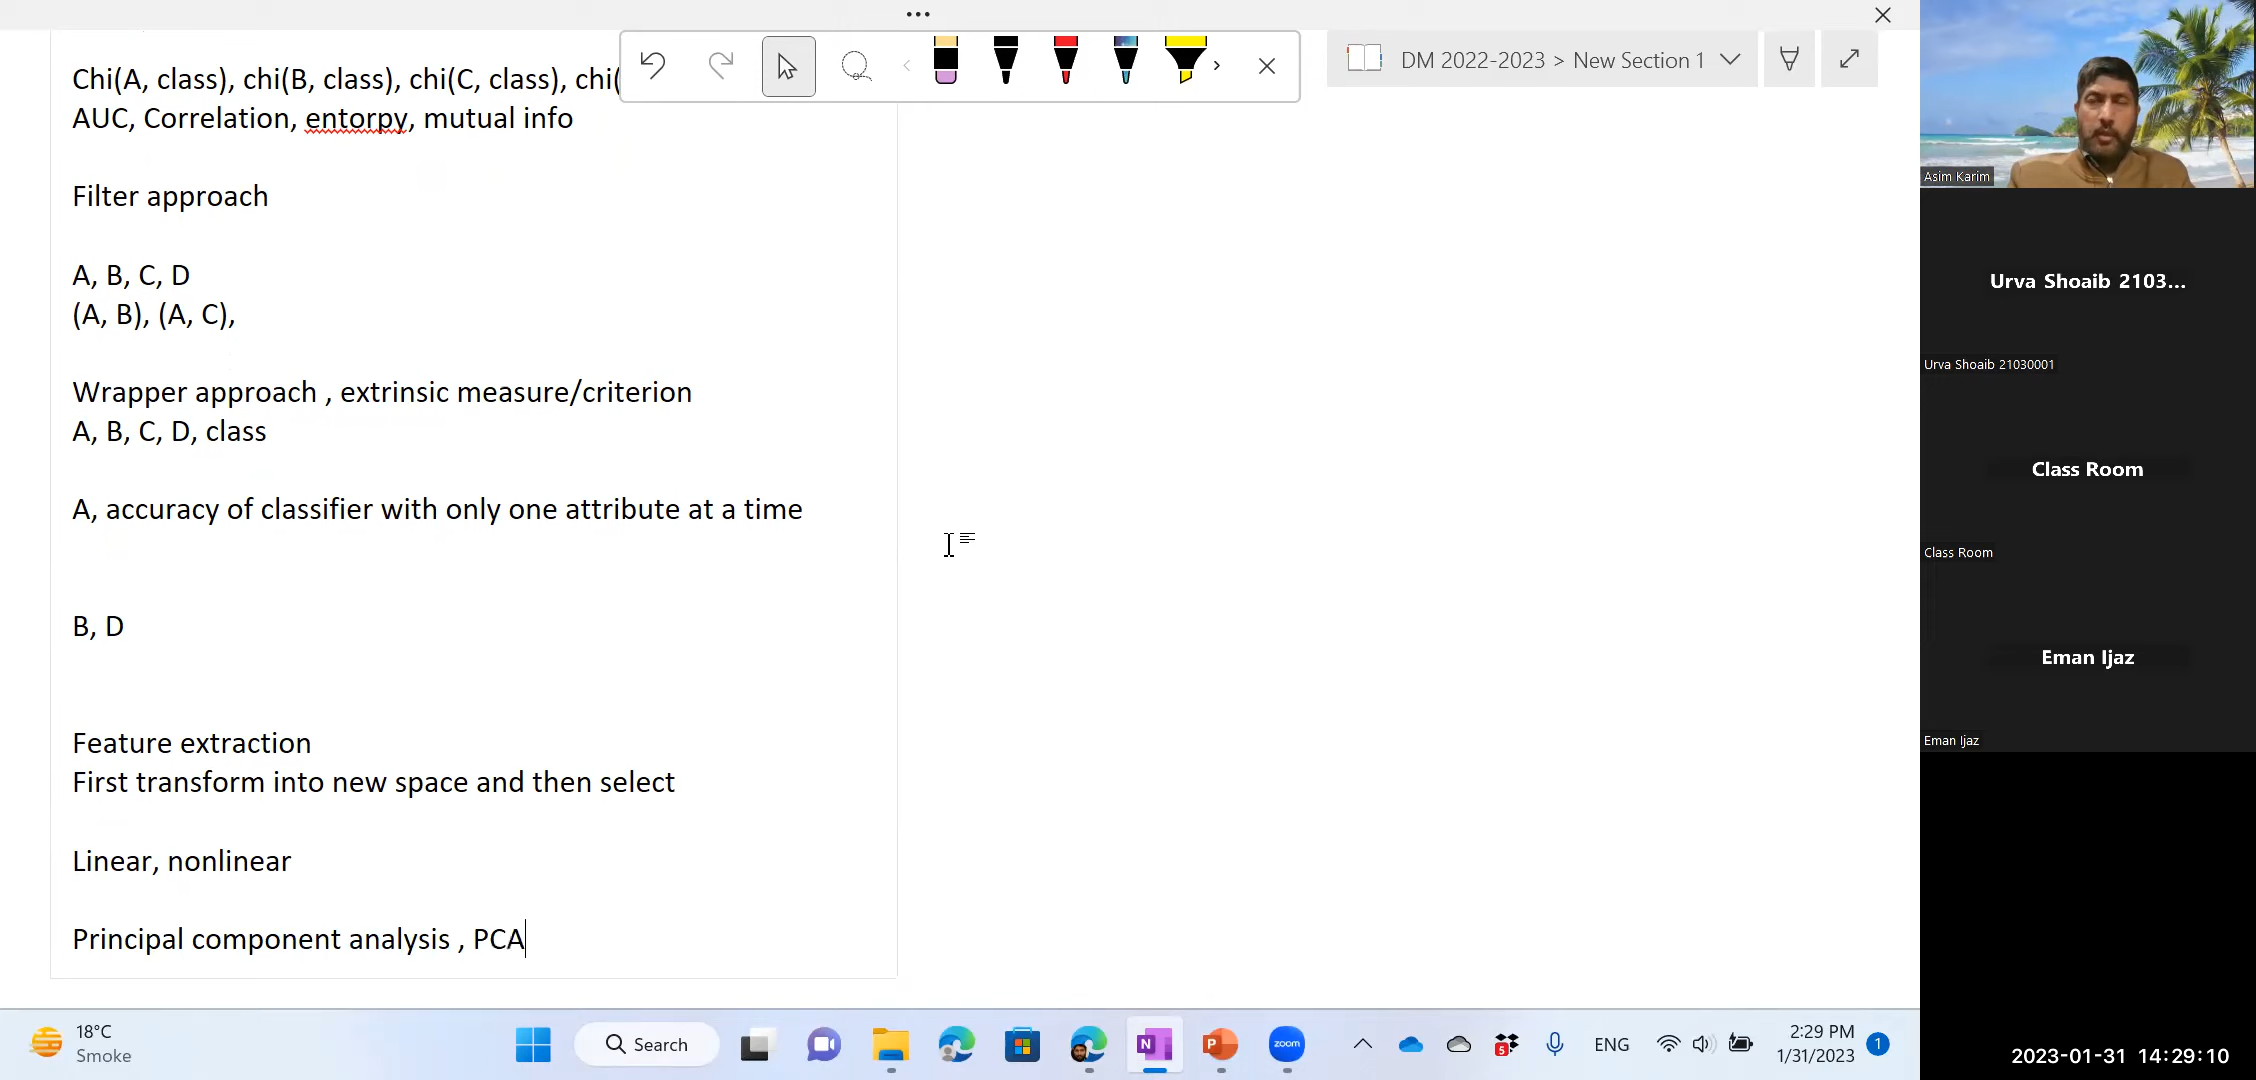 Chi(A, class), chi(B, class), chi(C, class), chi(
AUC, Correlation, entorpy, mutual info
Filter approach
A, B, C, D
(A, B), (A, C),
Wrapper approach , extrinsic measure/criterion
A, B, C, D, class
A, accuracy of classifier with only one attribute at a time
B, D
Feature extraction
First transform into new space and then select
Linear, nonlinear
Principal component analysis , PCA
DM 2022-2023 > New Section 1
Asim Karim
Urva Shoaib 2103...
Urva Shoaib 21030001
Class Room
Class Room
Eman Ijaz
Eman Ijaz
18°C
Smoke
Search
N
P
zoom
5
ENG
2:29 PM
1/31/2023
1
2023-01-31 14:29:10